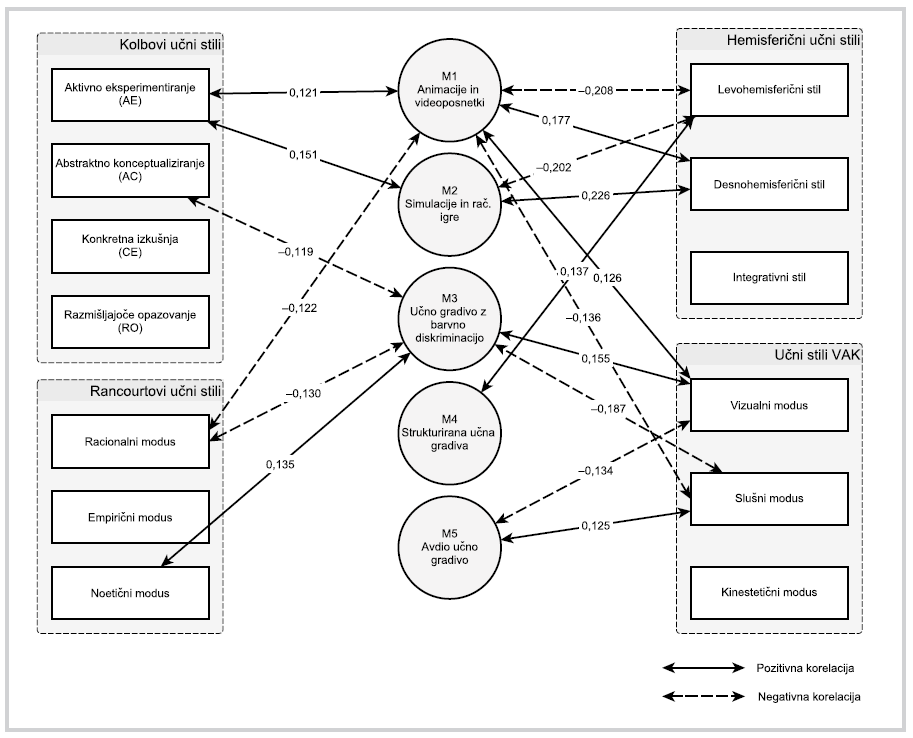 Kolbovi učni stili
Aktivno eksperimentiranje
(AE)
Abstraktno konceptualiziranje
(AC)
Konkretna izkušnja
(CE)
Razmišljajoče opazovanje
(RO)
Rancourtovi učni stili
Racionalni modus
Empirični modus
Noetični modus
0,121
0,151
–0,119
–0,122
–0,130
0,135
M1
Animacije in
videoposnetki
M2
Simulacije in rač.
igre
M3
Učno gradivo z
barvno
diskriminacijo
M4
Strukturirana učna
gradiva
M5
Avdio učno
gradivo
–0,208
0,177
–0,202
0,226
0,137
0,126
–0,136
0,155
–0,187
–0,134
0,125
Hemisferični učni stili
Levohemisferični stil
Desnohemisferični stil
Integrativni stil
Učni stili VAK
Vizualni modus
Slušni modus
Kinestetični modus
Pozitivna korelacija
Negativna korelacija